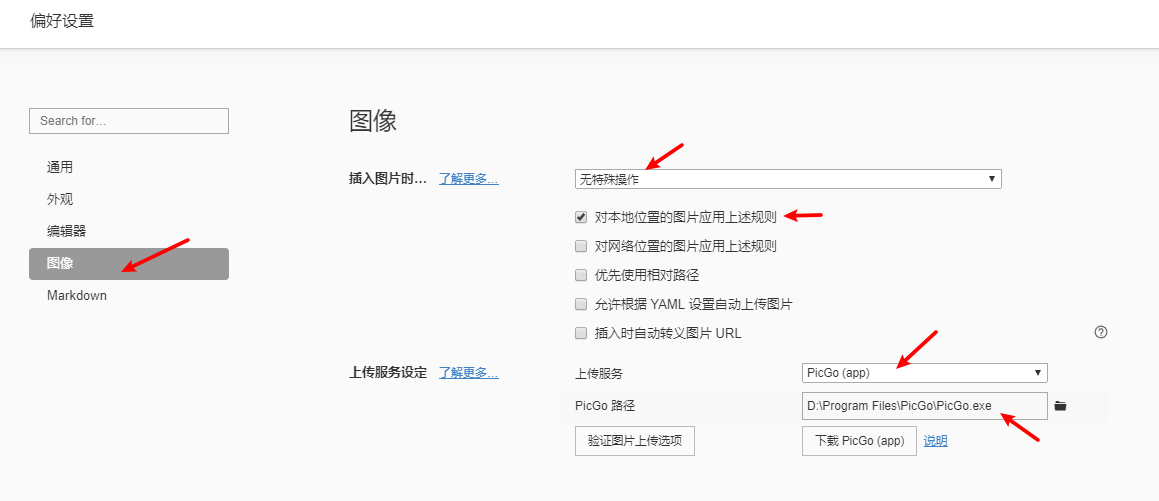 偏好设置
Search for...
通用
外观
编辑器
图像
Markdown
图像
插入图片时... 了解更多... 无特殊操作
对本地位置的图片应用上述规则
对网络位置的图片应用上述规则
优先使用相对路径
允许根据 YAML 设置自动上传图片
插入时自动转义图片 URL
上传服务设定 了解更多... 上传服务 PicGo (app)
PicGo 路径 D:\Program Files\PicGo\PicGo.exe
验证图片上传选项 下载 PicGo (app) 说明